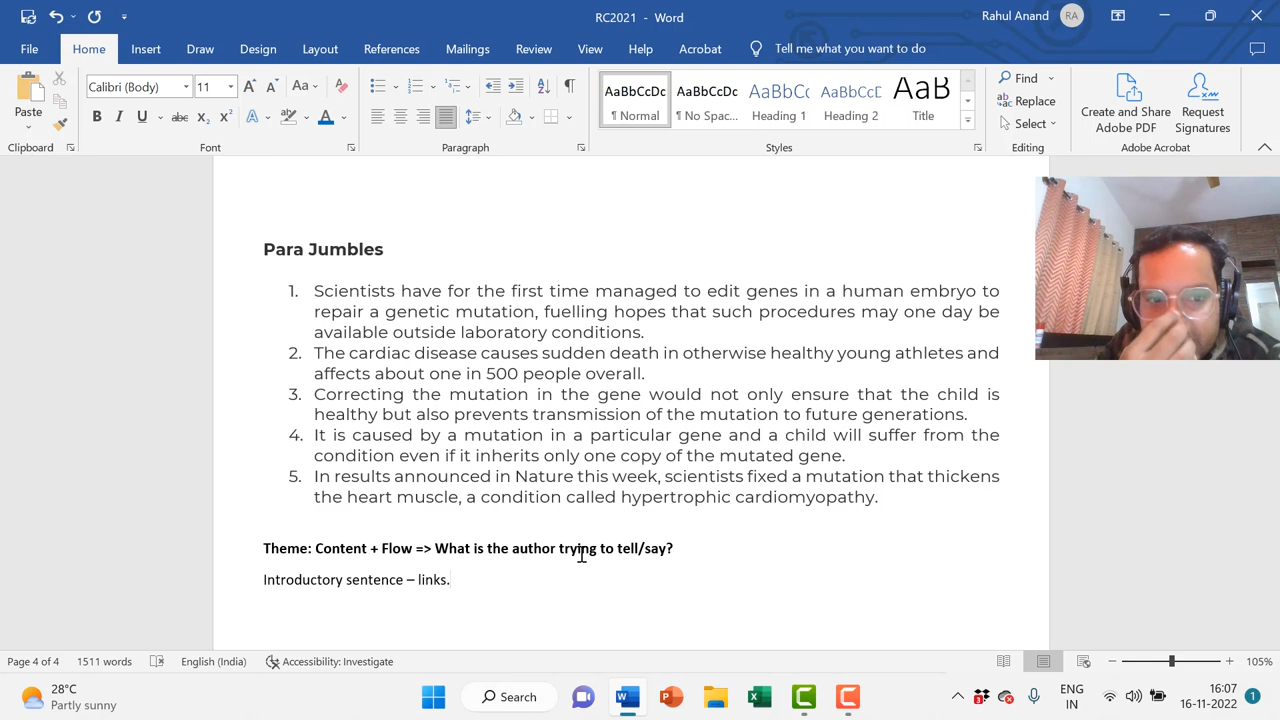 RC2021 - Word
Rahul Anand
RA
File Home Insert Draw Design Layout References Mailings Review View Help Acrobat Tell me what you want to do
Paste
Calibri (Body) 11
AaBbCcDc AaBbCcDc AaBbCc AaBbCcD AaB
¶ Normal ¶ No Spac... Heading 1 Heading 2 Title
Find
Replace
Select
Create and Share Adobe PDF
Request Signatures
Clipboard Font Paragraph Styles Editing Adobe Acrobat
Para Jumbles
1. Scientists have for the first time managed to edit genes in a human embryo to
repair a genetic mutation, fuelling hopes that such procedures may one day be
available outside laboratory conditions.
2. The cardiac disease causes sudden death in otherwise healthy young athletes and
affects about one in 500 people overall.
3. Correcting the mutation in the gene would not only ensure that the child is
healthy but also prevents transmission of the mutation to future generations.
4. It is caused by a mutation in a particular gene and a child will suffer from the
condition even if it inherits only one copy of the mutated gene.
5. In results announced in Nature this week, scientists fixed a mutation that thickens
the heart muscle, a condition called hypertrophic cardiomyopathy.
Theme: Content + Flow => What is the author trying to tell/say?
Introductory sentence – links.
Page 4 of 4 1511 words English (India) Accessibility: Investigate 105%
28°C
Partly sunny
Search
ENG
IN
16:07
16-11-2022
1